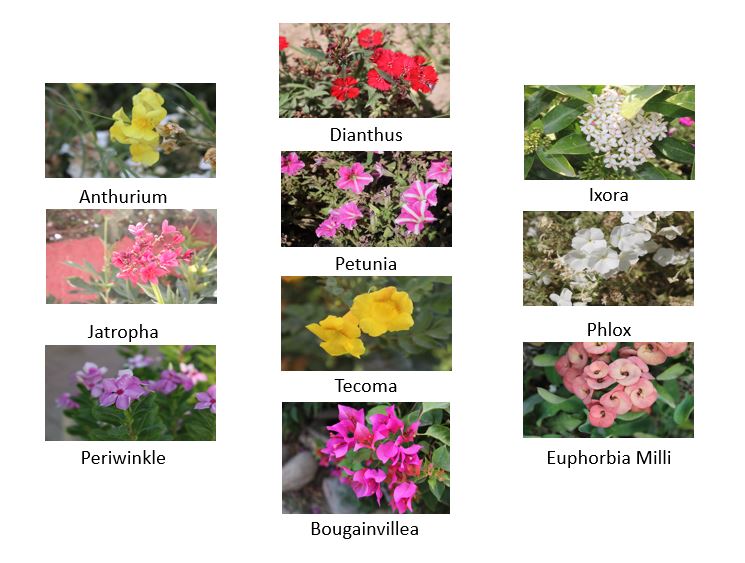 Dianthus
Anthurium
Ixora
Petunia
Jatropha
Phlox
Tecoma
Periwinkle
Euphorbia Milli
Bougainvillea